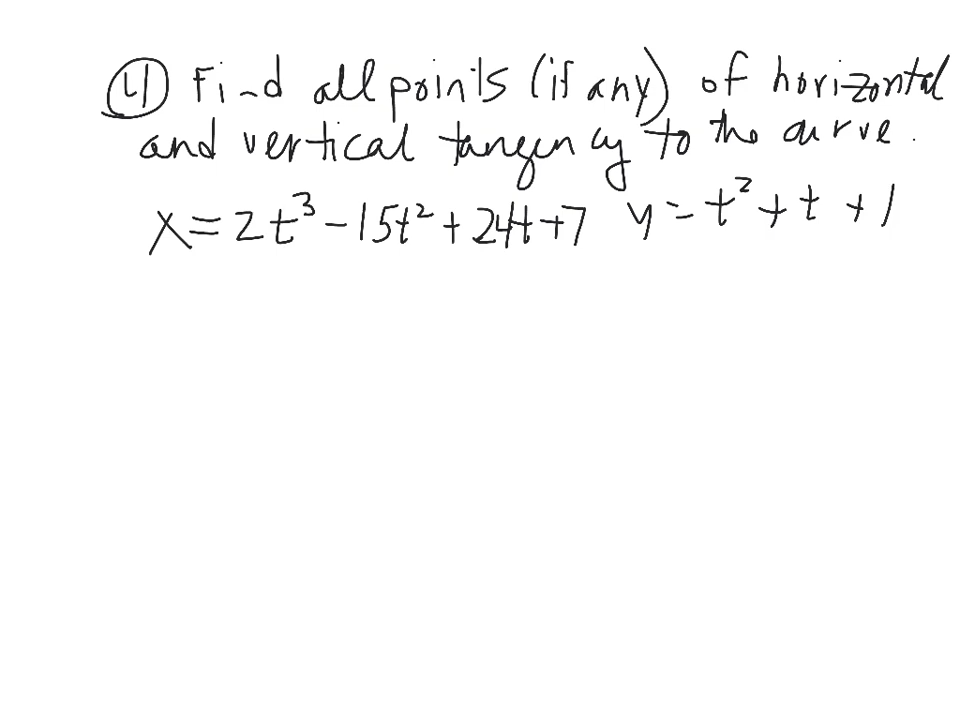 ④ Find all points (if any) of horizontal
and vertical tangency to the curve.
x = 2t³ - 15t² + 24t + 7 y = t² + t + 1